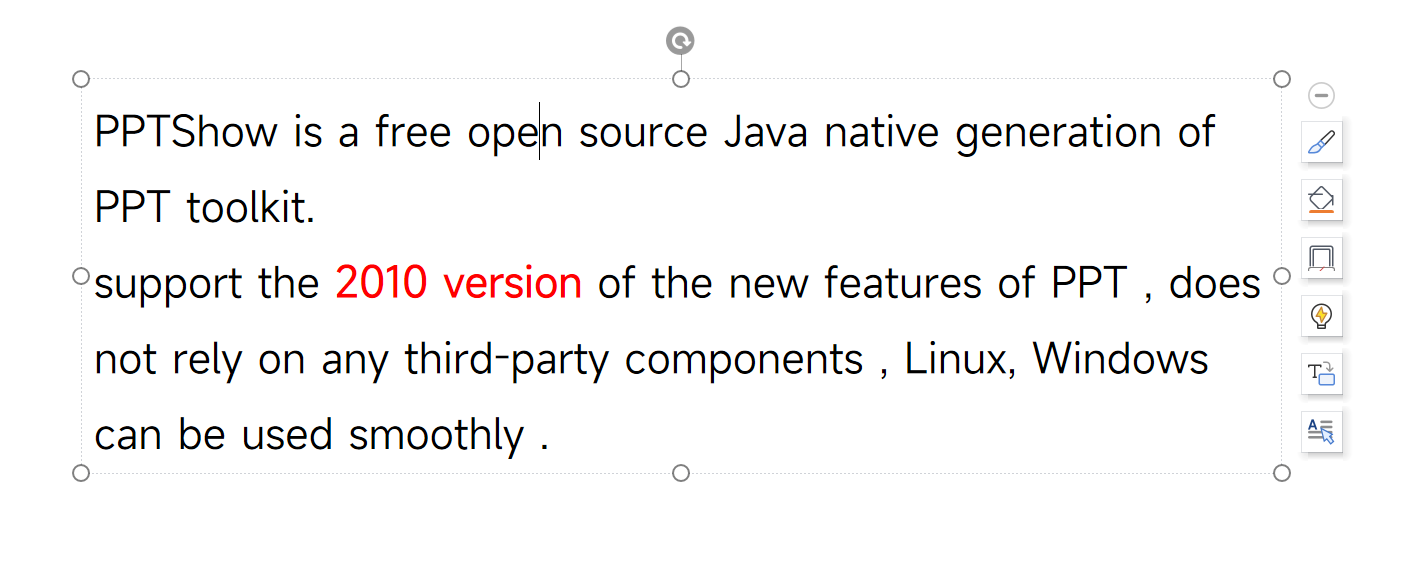 PPTShow is a free open source Java native generation of
PPT toolkit.
support the 2010 version of the new features of PPT , does
not rely on any third-party components , Linux, Windows
can be used smoothly .